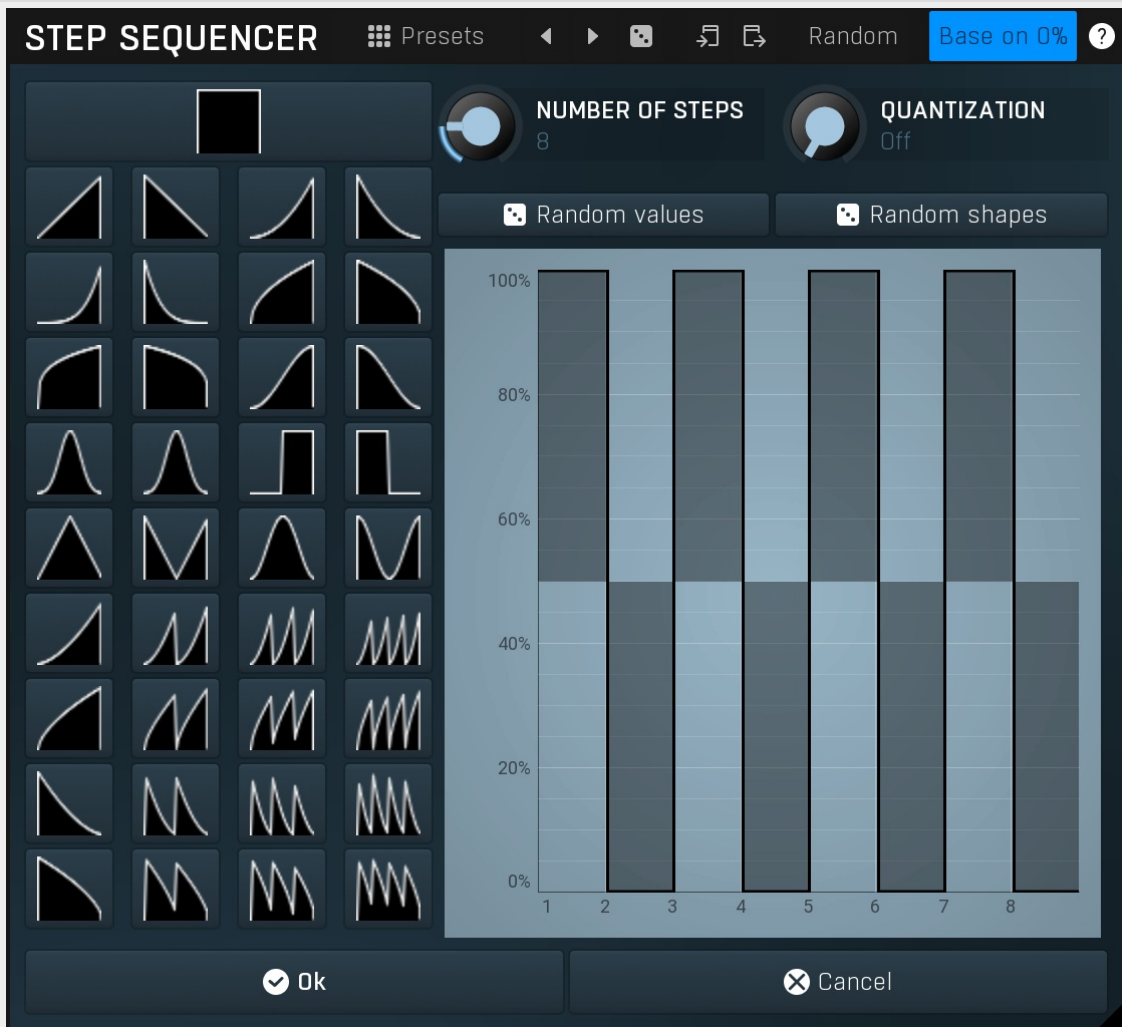 STEP SEQUENCER Presets Random Base on 0% ?
NUMBER OF STEPS
8
QUANTIZATION
Off
Random values Random shapes
100%
80%
60%
40%
20%
0%
1 2 3 4 5 6 7 8
Ok Cancel